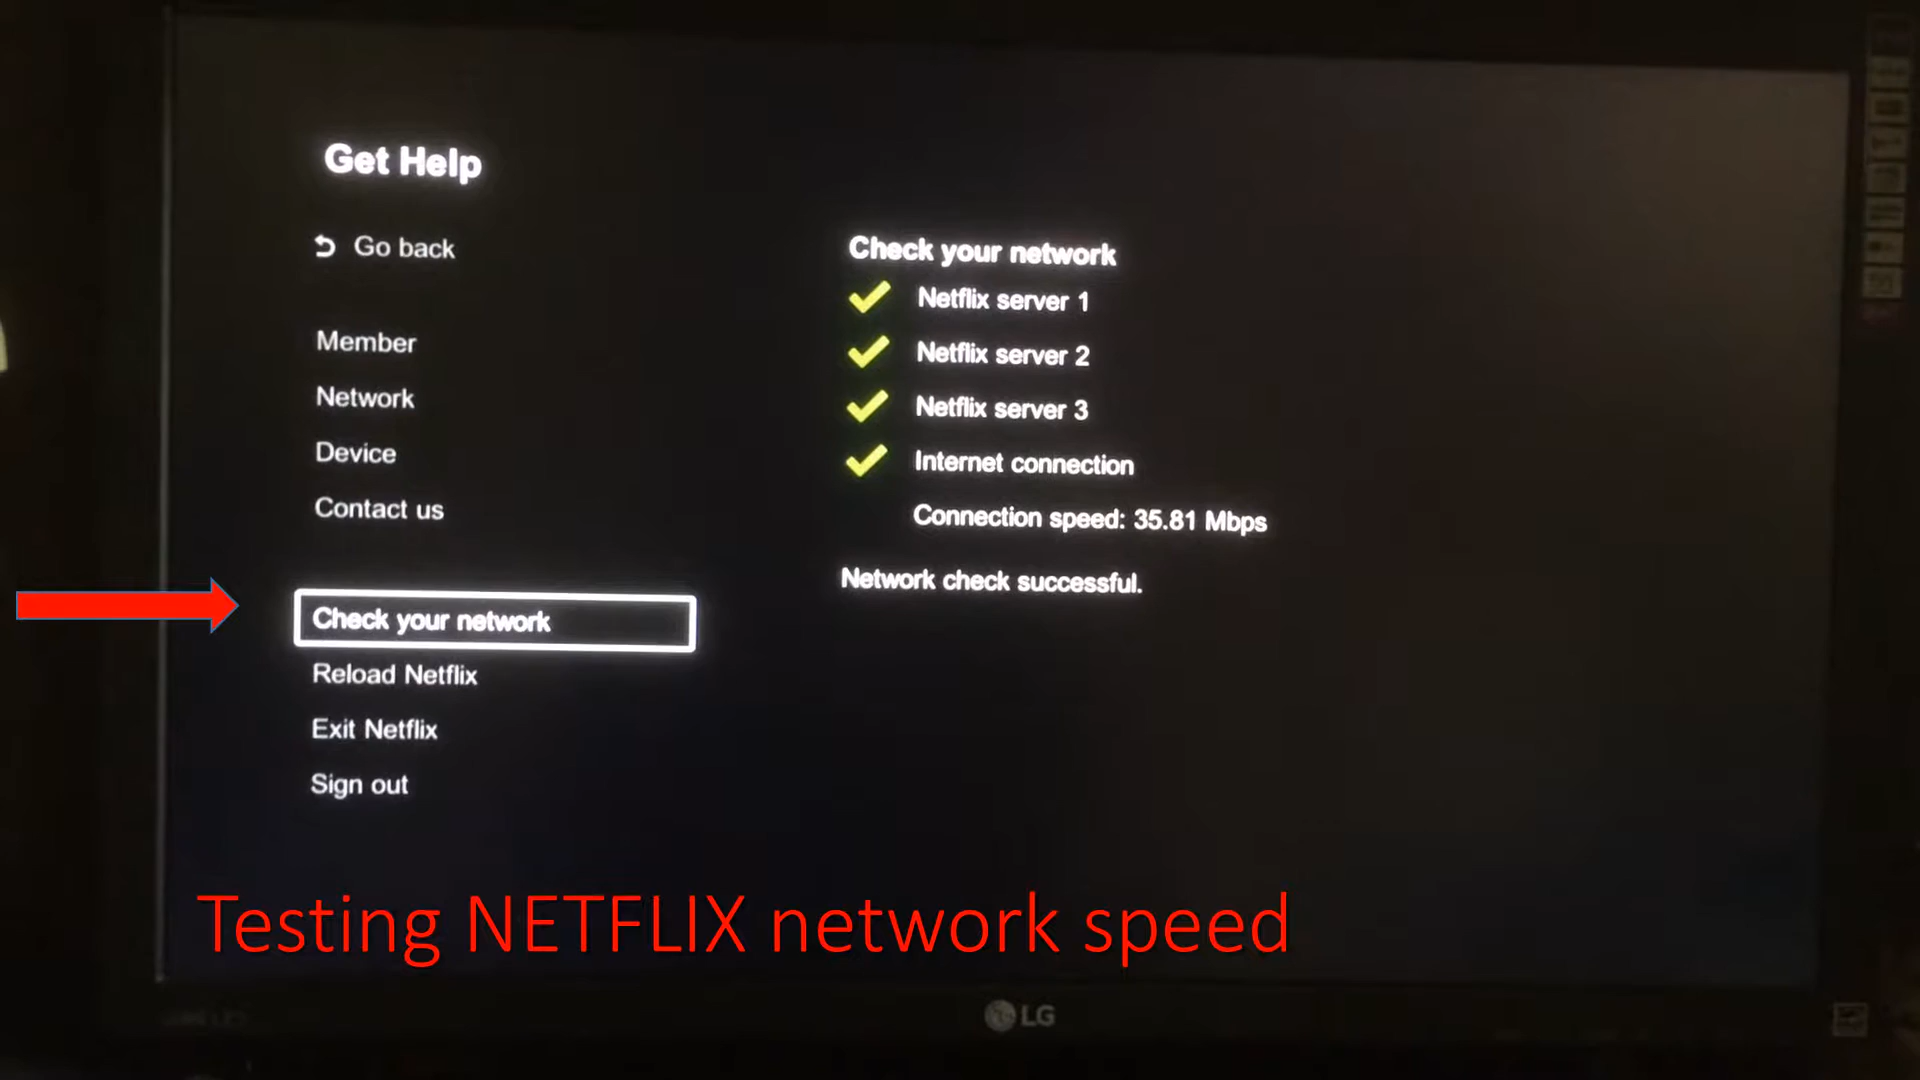 Get Help
Go back
Member
Network
Device
Contact us
Check your network
Reload Netflix
Exit Netflix
Sign out
Check your network
Netflix server 1
Netflix server 2
Netflix server 3
Internet connection
Connection speed: 35.81 Mbps
Network check successful.
Testing NETFLIX network speed
LG